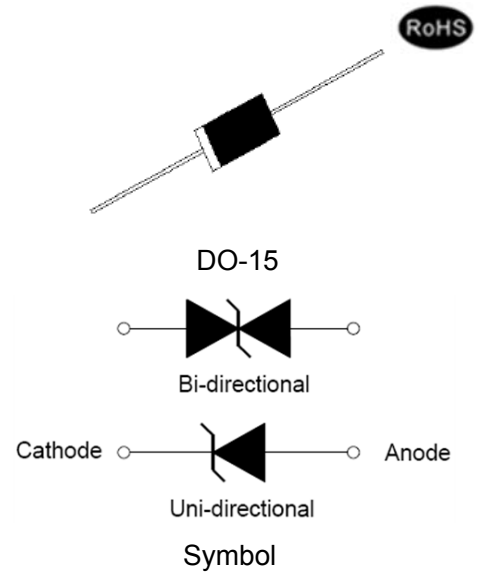 RoHS
DO-15
Bi-directional
Cathode Anode
Uni-directional
Symbol